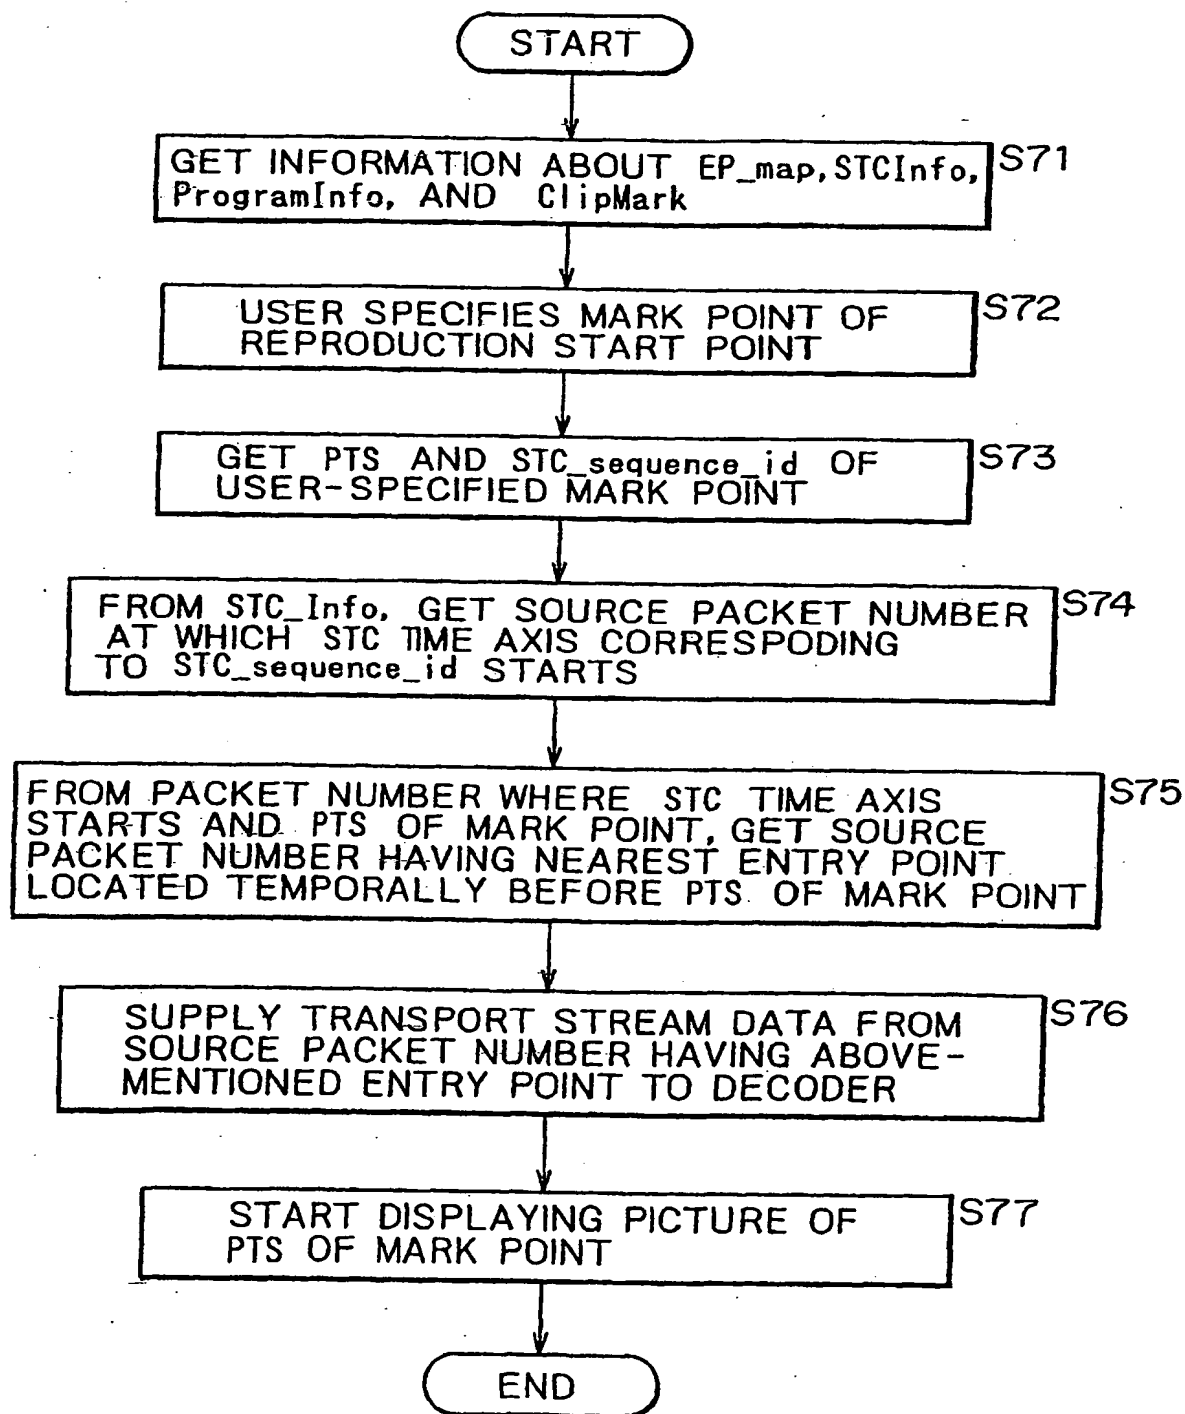 START
GET INFORMATION ABOUT EP_map, STCInfo,
ProgramInfo, AND ClipMark
S71
USER SPECIFIES MARK POINT OF
REPRODUCTION START POINT
S72
GET PTS AND STC_sequence_id OF
USER-SPECIFIED MARK POINT
S73
FROM STC_Info, GET SOURCE PACKET NUMBER
AT WHICH STC TIME AXIS CORRESPODING
TO STC_sequence_id STARTS
S74
FROM PACKET NUMBER WHERE STC TIME AXIS
STARTS AND PTS OF MARK POINT, GET SOURCE
PACKET NUMBER HAVING NEAREST ENTRY POINT
LOCATED TEMPORALLY BEFORE PTS OF MARK POINT
S75
SUPPLY TRANSPORT STREAM DATA FROM
SOURCE PACKET NUMBER HAVING ABOVE-
MENTIONED ENTRY POINT TO DECODER
S76
START DISPLAYING PICTURE OF
PTS OF MARK POINT
S77
END